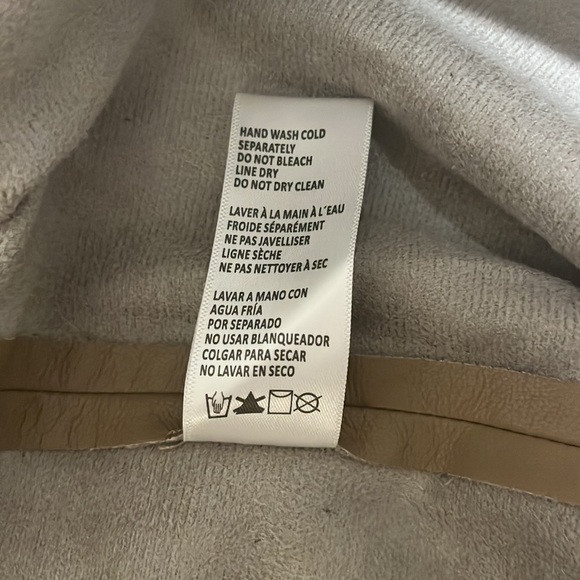 HAND WASH COLD
SEPARATELY
DO NOT BLEACH
LINE DRY
DO NOT DRY CLEAN
LAVER À LA MAIN À L´EAU
FROIDE SÉPARÉMENT
NE PAS JAVELLISER
LIGNE SÈCHE
NE PAS NETTOYER À SEC
LAVAR A MANO CON
AGUA FRÍA
POR SEPARADO
NO USAR BLANQUEADOR
COLGAR PARA SECAR
NO LAVAR EN SECO